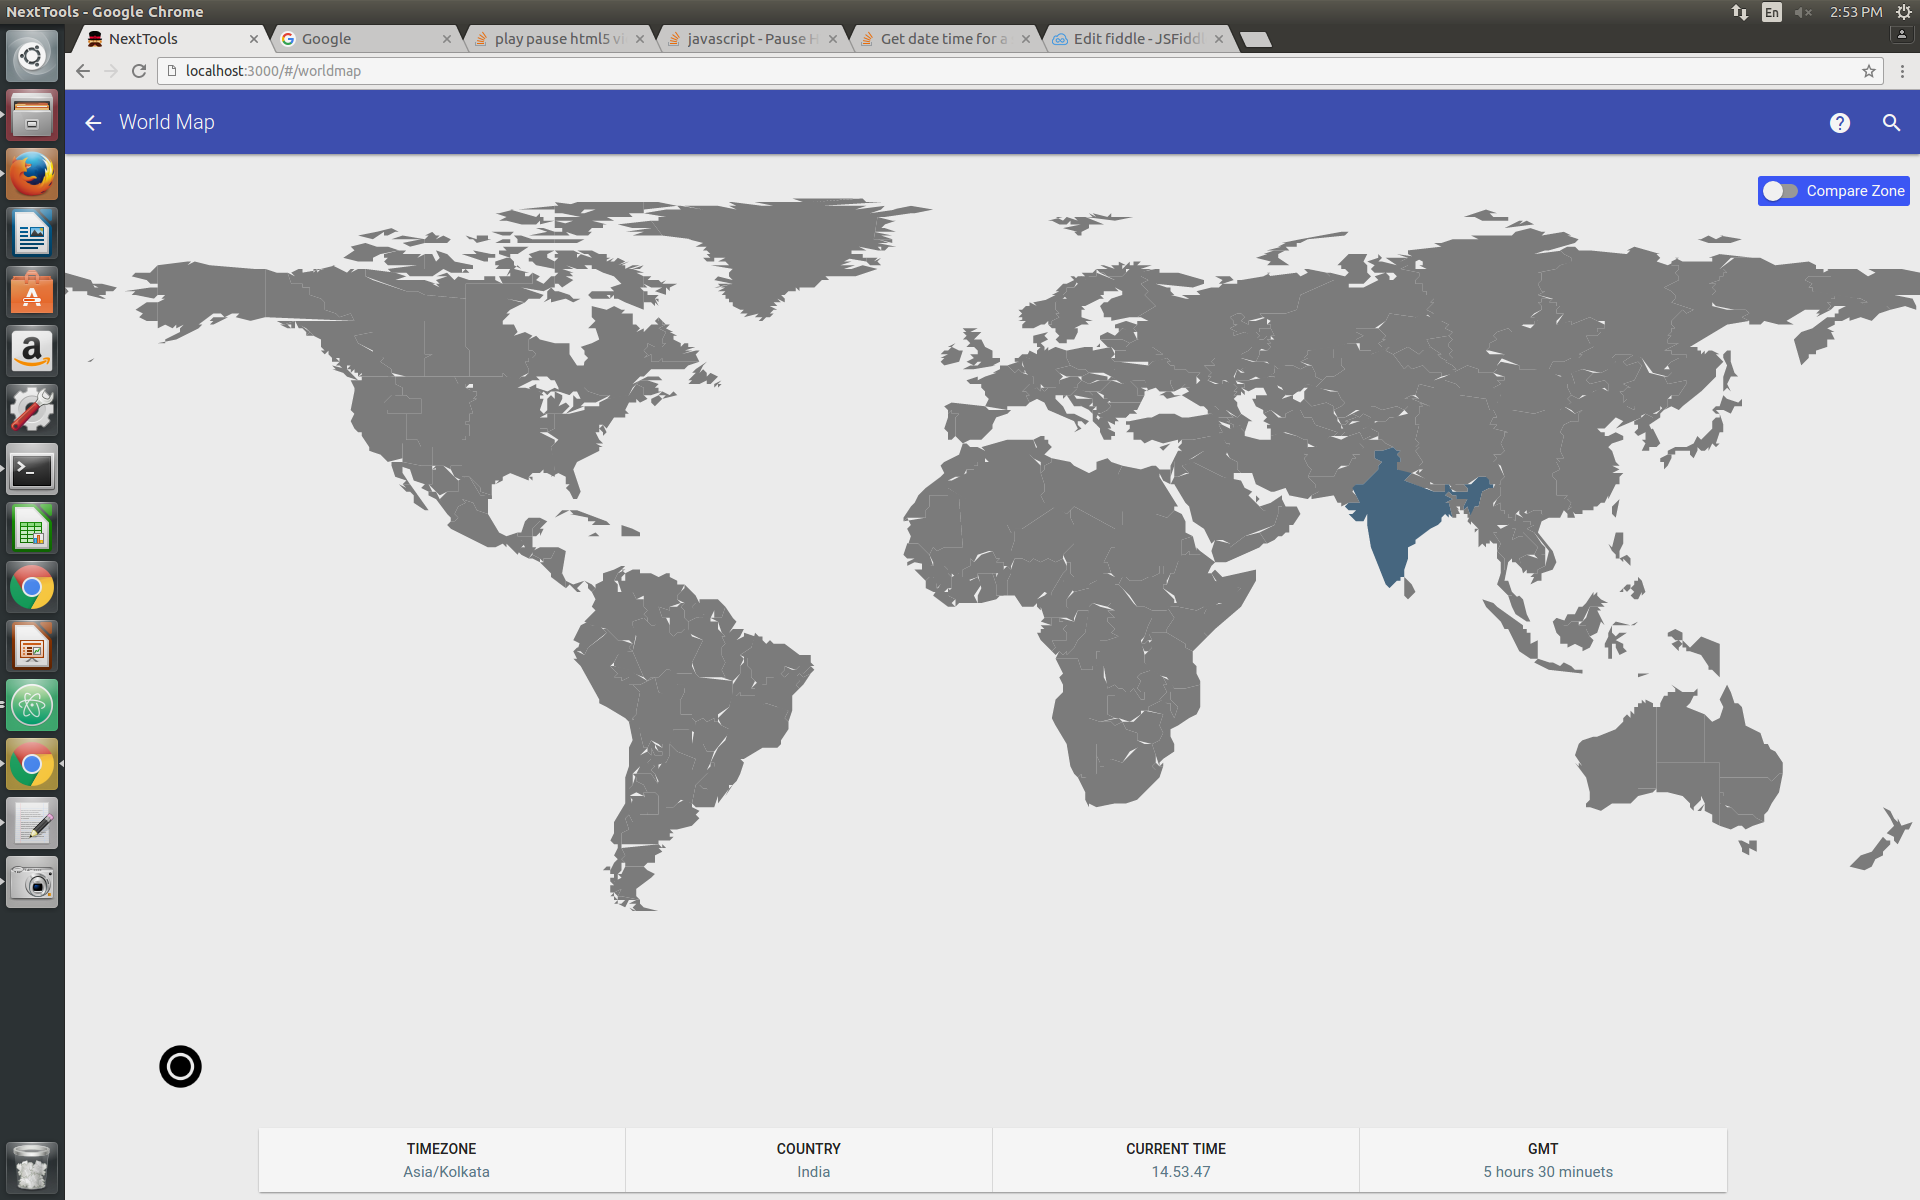 NextTools - Google Chrome
En
2:53 PM
NextTools
Google
play pause html5 vi
javascript - Pause H
Get date time for a
Edit fiddle - JSFiddl
localhost:3000/#/worldmap
World Map
Compare Zone
TIMEZONE
Asia/Kolkata
COUNTRY
India
CURRENT TIME
14.53.47
GMT
5 hours 30 minuets